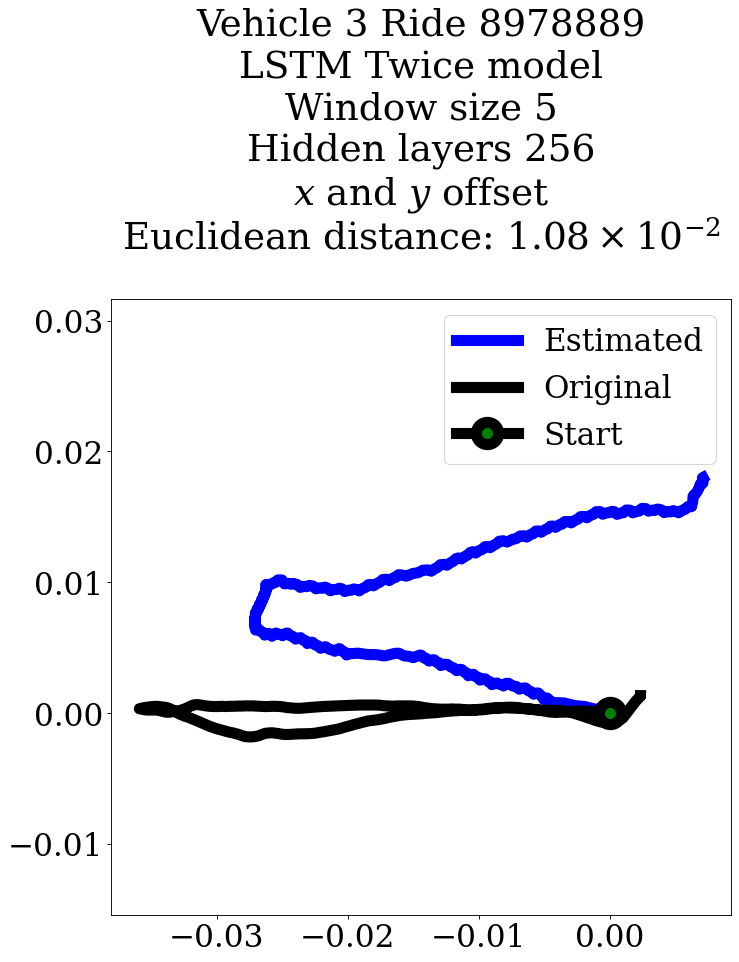 Vehicle 3 Ride 8978889
LSTM Twice model
Window size 5
Hidden layers 256
x and y offset
Euclidean distance: 1.08 × 10⁻²
0.03
0.02
0.01
0.00
−0.01
Estimated
Original
Start
−0.03 −0.02 −0.01 0.00